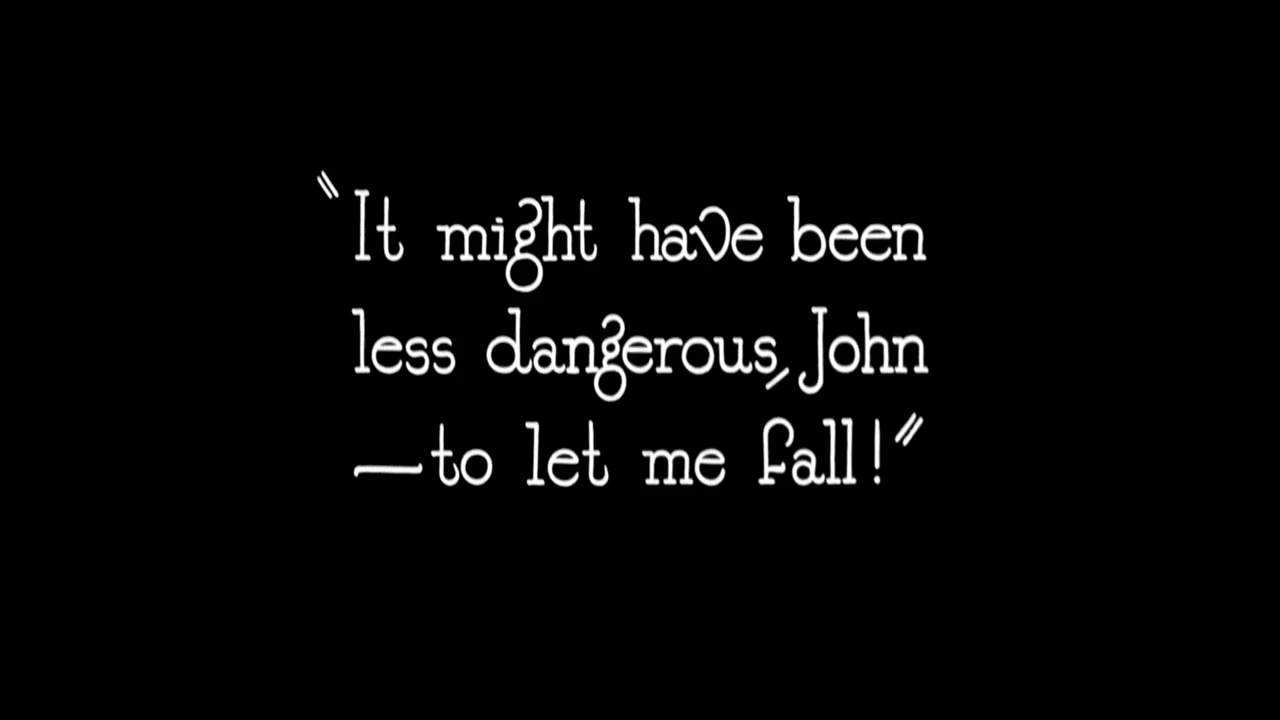 "It might have been
less dangerous, John
—to let me fall!"